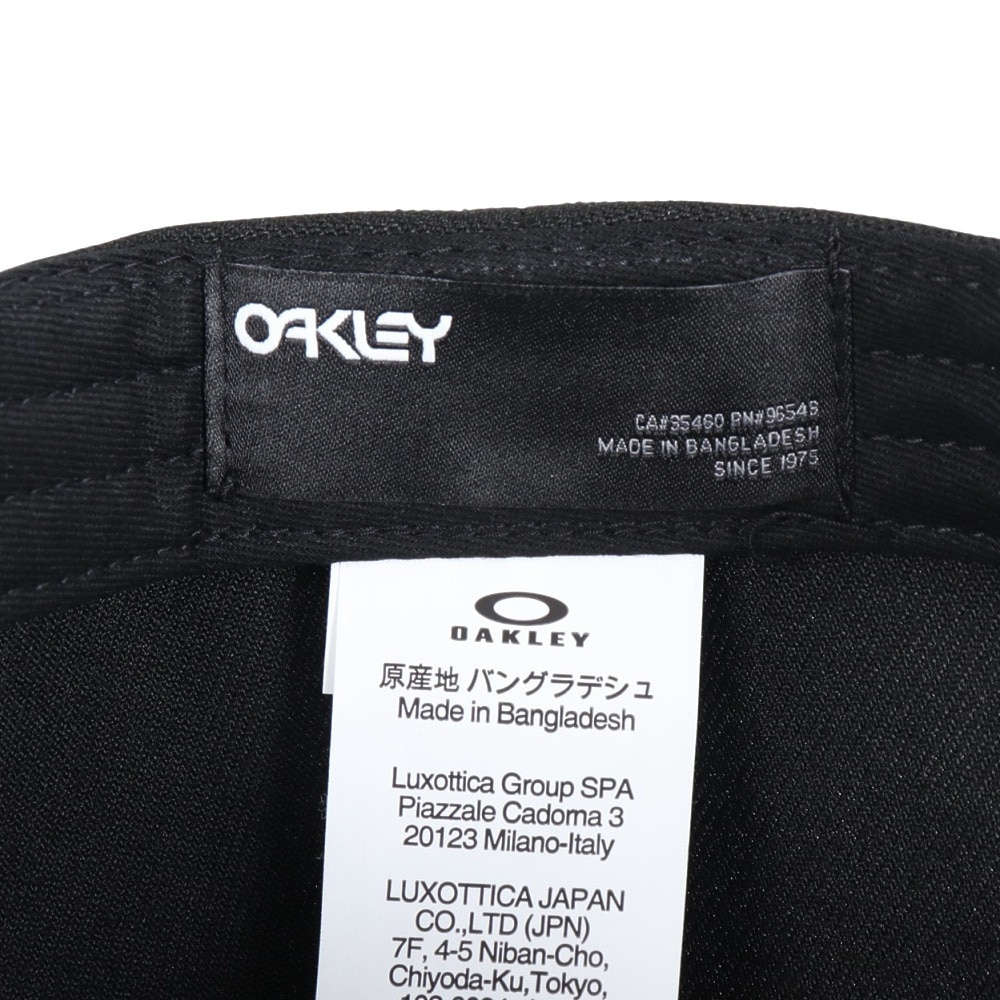 OAKLEY
CA#35460 RN#96548
MADE IN BANGLADESH
SINCE 1975
OAKLEY
原産地 バングラデシュ
Made in Bangladesh
Luxottica Group SPA
Piazzale Cadorna 3
20123 Milano-Italy
LUXOTTICA JAPAN
CO.,LTD (JPN)
7F, 4-5 Niban-Cho,
Chiyoda-Ku,Tokyo,